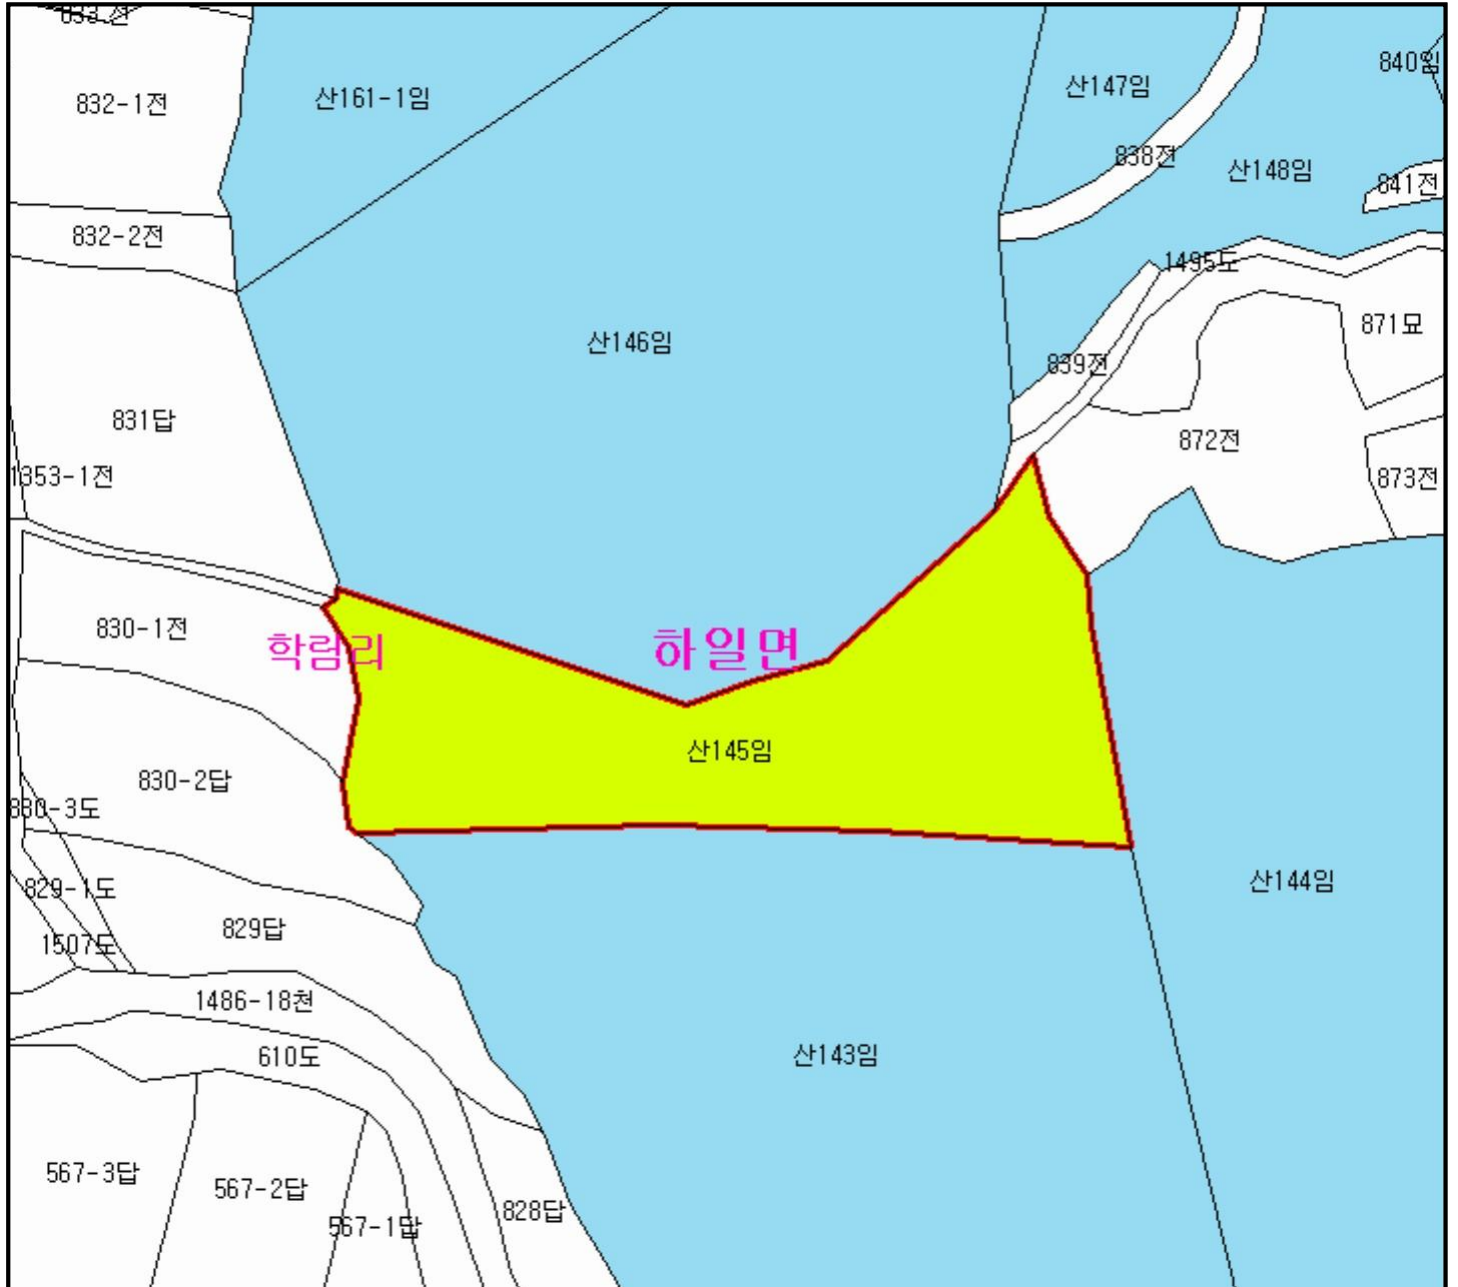 833전
832-1전
산161-1임
산147임
840임
838전
산148임
841전
832-2전
1495도
871묘
산146임
839전
831답
872전
1353-1전
873전
830-1전
학림리
하일면
산145임
830-2답
830-3도
829-1도
산144임
829답
1507도
1486-18천
610도
산143임
567-3답
567-2답
828답
567-1답